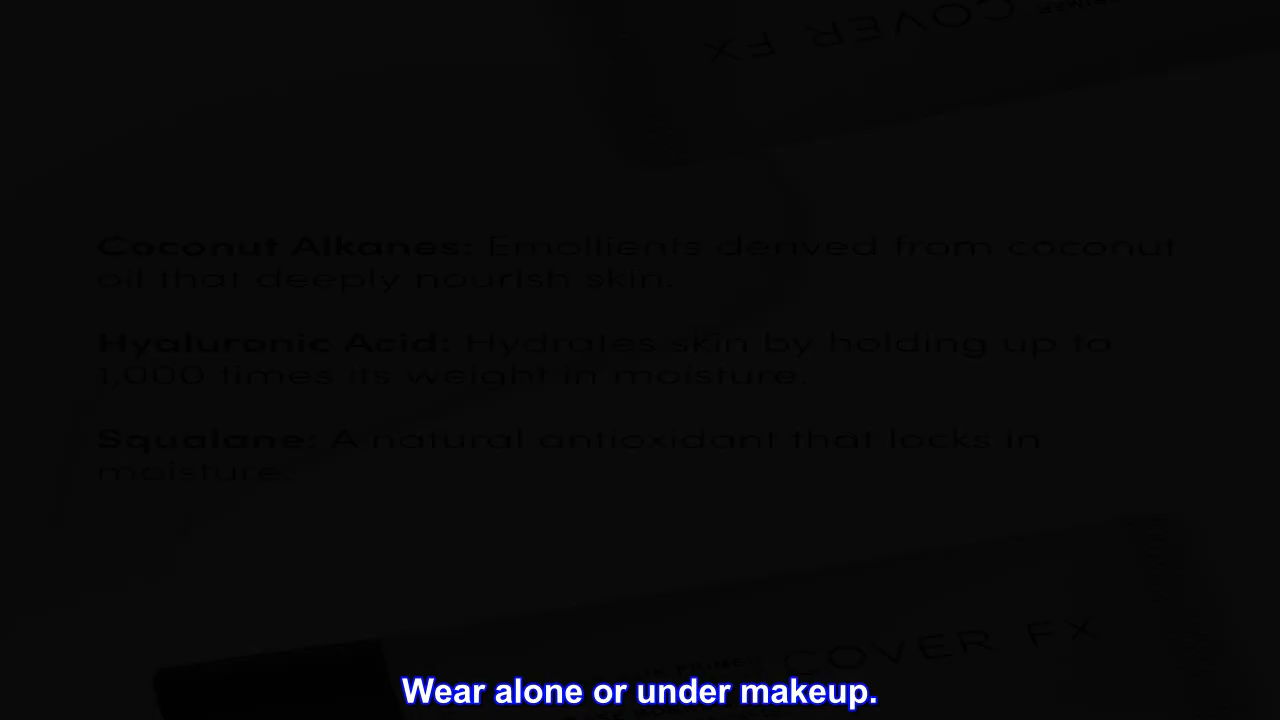 COVER FX
Coconut Alkanes: Emollients derived from coconut
oil that deeply nourish skin.
Hyaluronic Acid: Hydrates skin by holding up to
1,000 times its weight in moisture.
Squalane: A natural antioxidant that locks in
moisture.
COVER FX
Wear alone or under makeup.